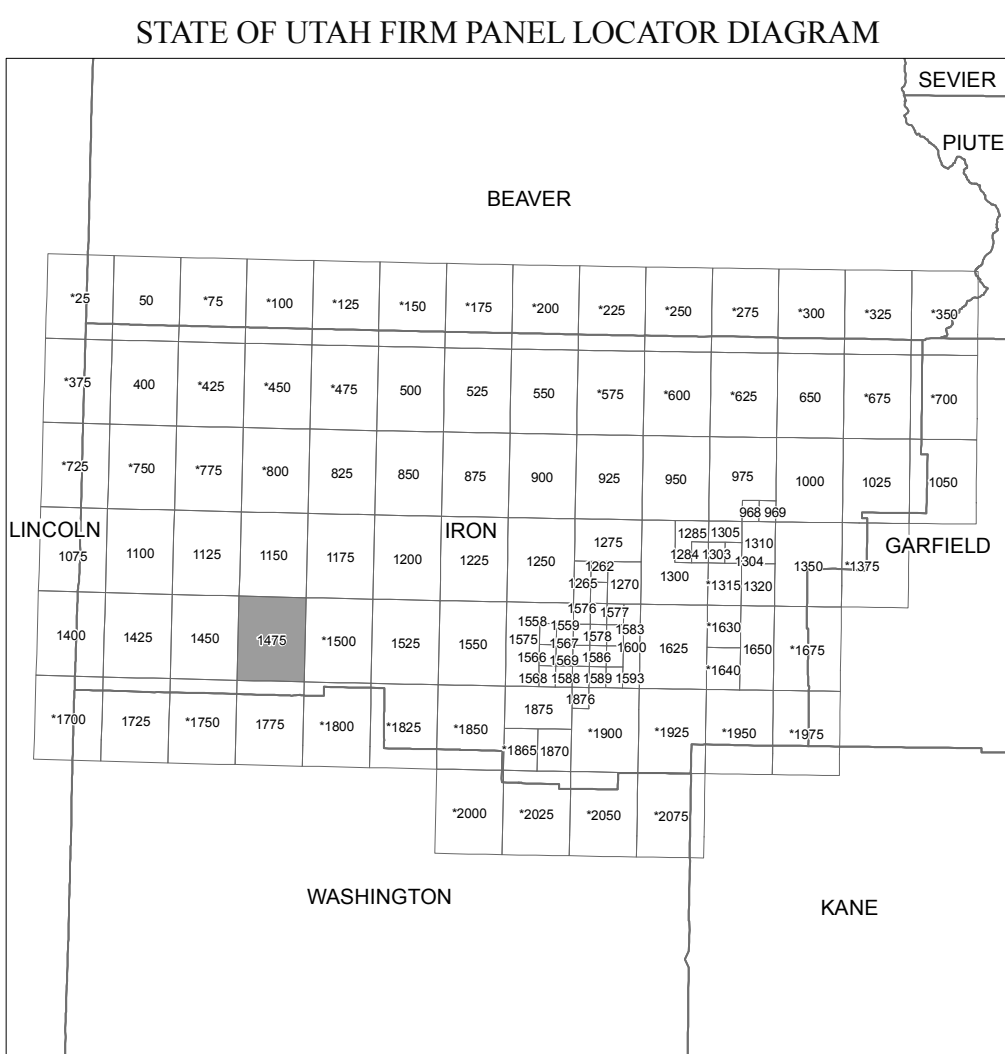 STATE OF UTAH FIRM PANEL LOCATOR DIAGRAM
SEVIER
PIUTE
BEAVER
*25 50 *75 *100 *125 *150 *175 *200 *225 *250 *275 *300 *325 *350
*375 400 *425 *450 *475 500 525 550 *575 *600 *625 650 *675 *700
*725 *750 *775 *800 825 850 875 900 925 950 975 1000 1025 1050
968 969
LINCOLN IRON GARFIELD
1075 1100 1125 1150 1175 1200 1225 1250 1275 1285 1305 1310
1262 1284 1303 1304 1350 *1375
1265 1270 1300 *1315 1320
1576 1577
1558 1559 1583 *1630
1400 1425 1450 1475 *1500 1525 1550 1575 1567 1578 1600 1625 1650 *1675
1566 1569 1586 *1640
1568 1588 1589 1593
1876
*1700 1725 *1750 1775 *1800 *1825 *1850 1875 *1900 *1925 *1950 *1975
*1865 1870
*2000 *2025 *2050 *2075
WASHINGTON
KANE